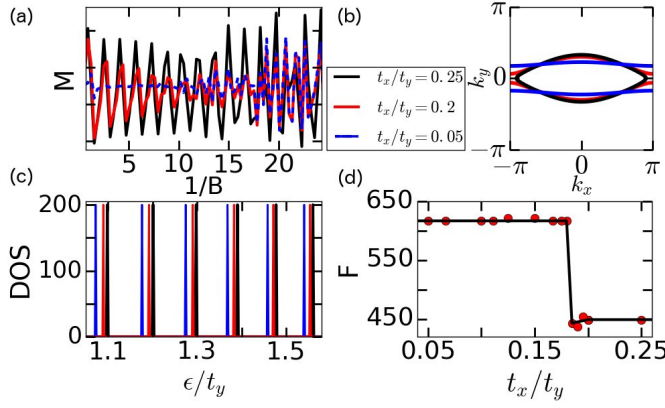 (a)
M
5 10 15 20
1/B
t_x/t_y = 0.25
t_x/t_y = 0.2
t_x/t_y = 0.05
(b)
π
k_y
0
−π
−π 0 π
k_x
(c)
DOS
200
100
0
1.1 1.3 1.5
ϵ/t_y
(d)
F
650
550
450
0.05 0.15 0.25
t_x/t_y